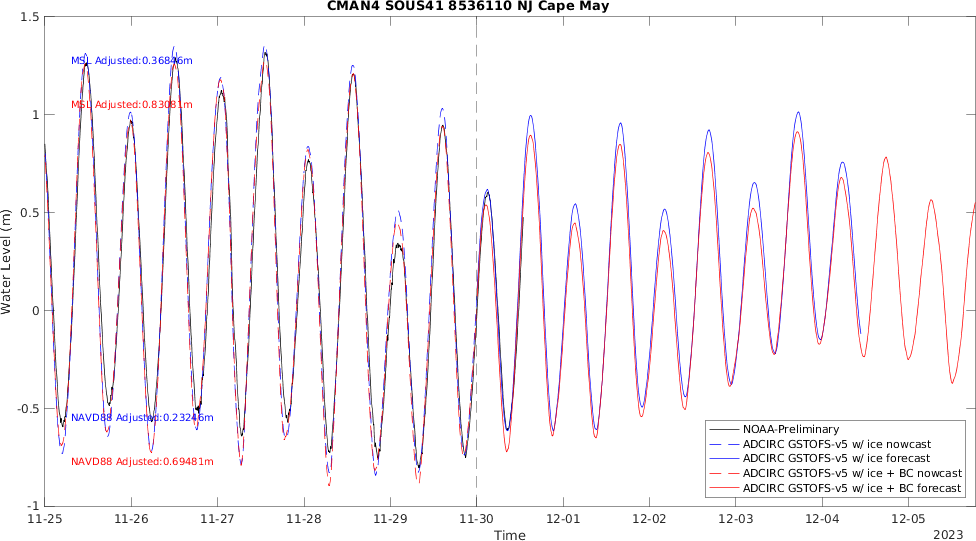 CMAN4 SOUS41 8536110 NJ Cape May
Water Level (m)
1.5
1
0.5
0
-0.5
-1
MSL Adjusted:0.36846m
MSL Adjusted:0.83081m
NAVD88 Adjusted:0.23246m
NAVD88 Adjusted:0.69481m
NOAA-Preliminary
ADCIRC GSTOFS-v5 w/ ice nowcast
ADCIRC GSTOFS-v5 w/ ice forecast
ADCIRC GSTOFS-v5 w/ ice + BC nowcast
ADCIRC GSTOFS-v5 w/ ice + BC forecast
11-25 11-26 11-27 11-28 11-29 11-30 12-01 12-02 12-03 12-04 12-05
Time
2023